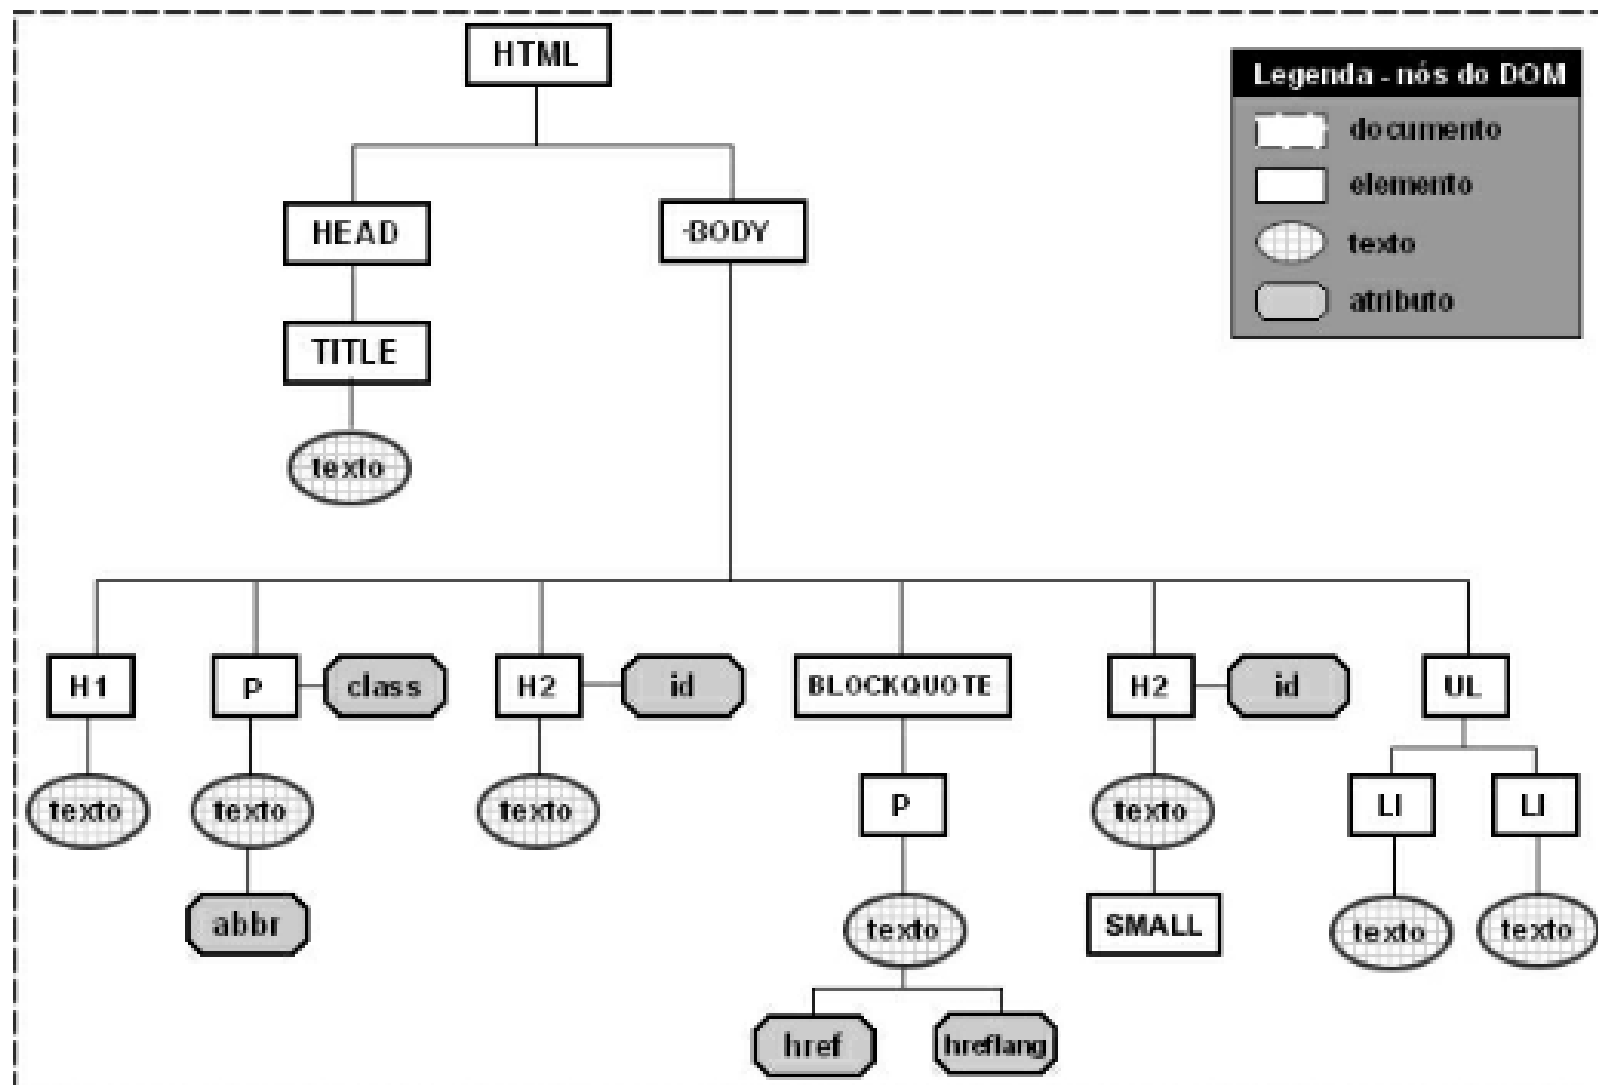 HTML
Legenda - nós do DOM
documento
elemento
texto
atributo
HEAD
-BODY
TITLE
texto
H1
P
class
H2
id
BLOCKQUOTE
H2
id
UL
texto
texto
texto
P
texto
LI
LI
abbr
texto
SMALL
texto
texto
href
hreflang